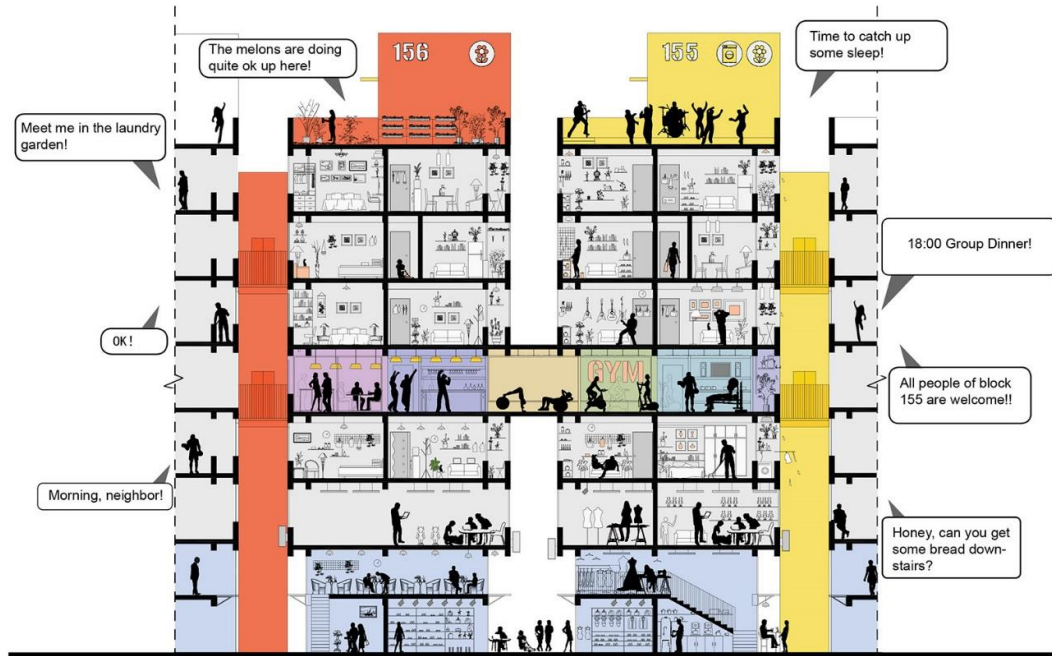 The melons are doing
quite ok up here!
156
155
Time to catch up
some sleep!
Meet me in the laundry
garden!
18:00 Group Dinner!
OK!
GYM
All people of block
155 are welcome!!
Morning, neighbor!
Honey, can you get
some bread down-
stairs?